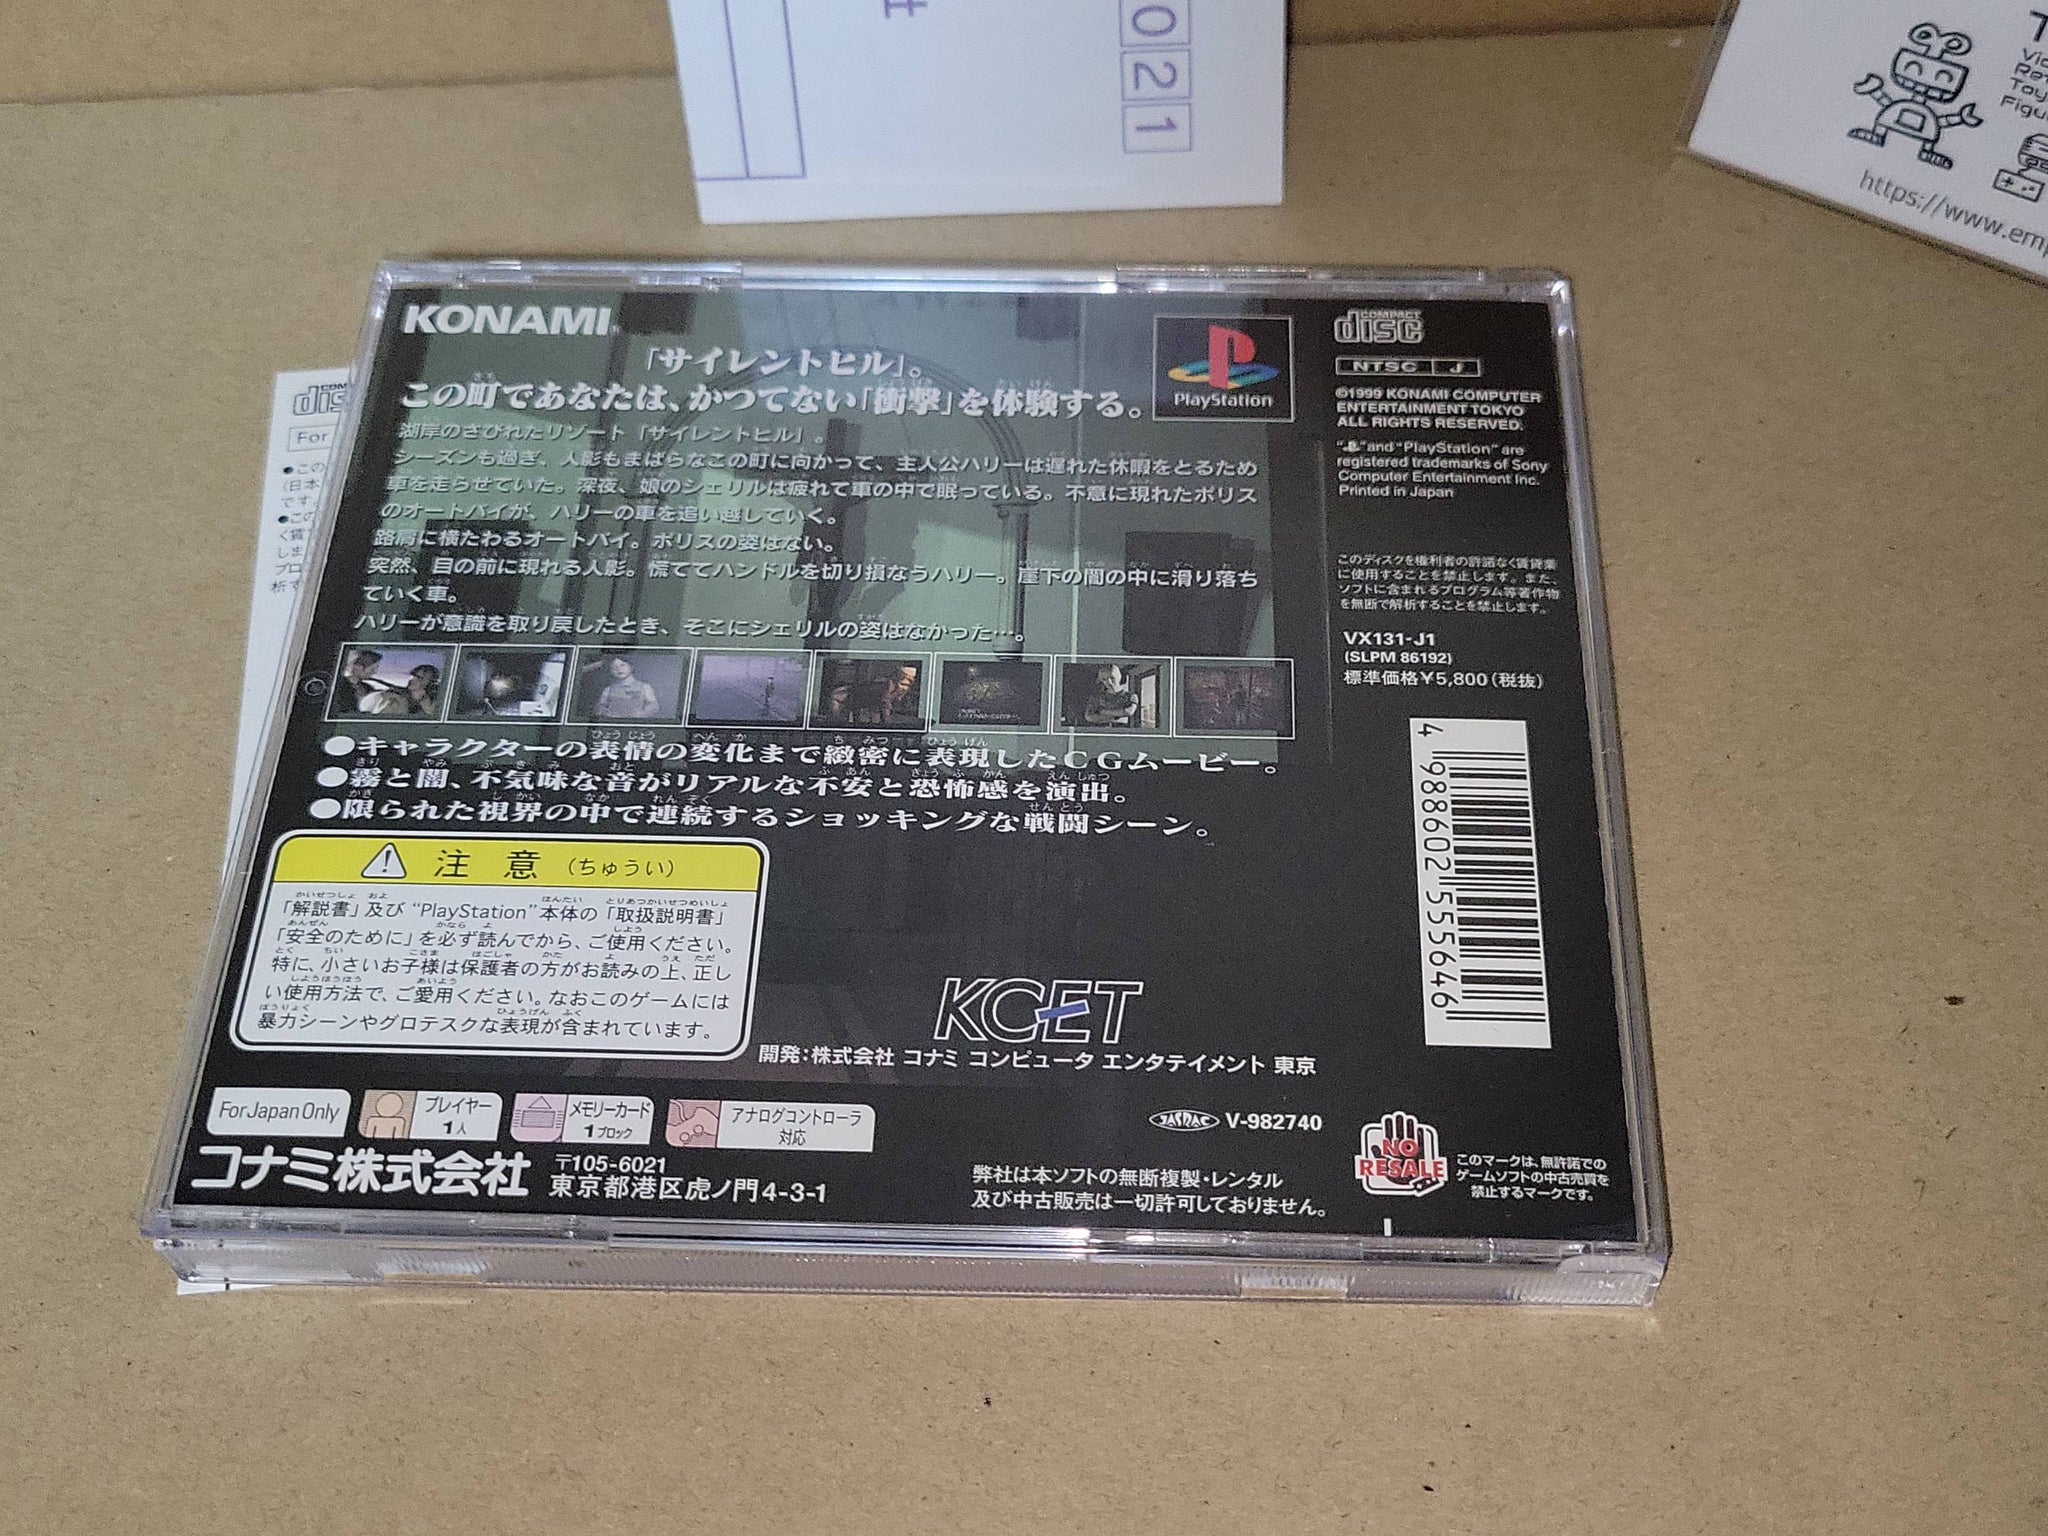 社
021
T
https://www.emp
COMPACT
disc
For
KONAMI
「サイレントヒル」。
この町であなたは、かつてない「衝撃」を体験する。
湖岸のさびれたリゾート「サイレントヒル」。
シーズンも過ぎ、人影もまばらなこの町に向かって、主人公ハリーは遅れた休暇をとるため
車を走らせていた。深夜、娘のシェリルは疲れて車の中で眠っている。不意に現れたポリス
のオートバイが、ハリーの車を追い越していく。
路肩に横たわるオートバイ。ポリスの姿はない。
突然、目の前に現れる人影。慌ててハンドルを切り損なうハリー。崖下の闇の中に滑り落ち
ていく車。
ハリーが意識を取り戻したとき、そこにシェリルの姿はなかった…。
PlayStation
●キャラクターの表情の変化まで緻密に表現したCGムービー。
●霧と闇、不気味な音がリアルな不安と恐怖感を演出。
●限られた視界の中で連続するショッキングな戦闘シーン。
注意(ちゅうい)
「解説書」及び“PlayStation”本体の「取扱説明書」
「安全のために」を必ず読んでから、ご使用ください。
特に、小さいお子様は保護者の方がお読みの上、正し
い使用方法で、ご愛用ください。なおこのゲームには
暴力シーンやグロテスクな表現が含まれています。
KCET
開発:株式会社 コナミ コンピュータ エンタテイメント 東京
For Japan Only
プレイヤー
1人
メモリーカード
1ブロック
アナログコントローラ
対応
コナミ株式会社
〒105-6021
東京都港区虎ノ門4-3-1
JASRAC V-982740
弊社は本ソフトの無断複製・レンタル
及び中古販売は一切許可しておりません。
COMPACT
disc
NTSC J
©1999 KONAMI COMPUTER
ENTERTAINMENT TOKYO
ALL RIGHTS RESERVED.
“ ”and “PlayStation” are
registered trademarks of Sony
Computer Entertainment Inc.
Printed in Japan
このディスクを権利者の許諾なく賃貸業
に使用することを禁止します。また、
ソフトに含まれるプログラム等著作物
を無断で解析することを禁止します。
VX131-J1
(SLPM 86192)
標準価格¥5,800(税抜)
4 988602 555646
NO
RESALE
このマークは、無許諾での
ゲームソフトの中古売買を
禁止するマークです。